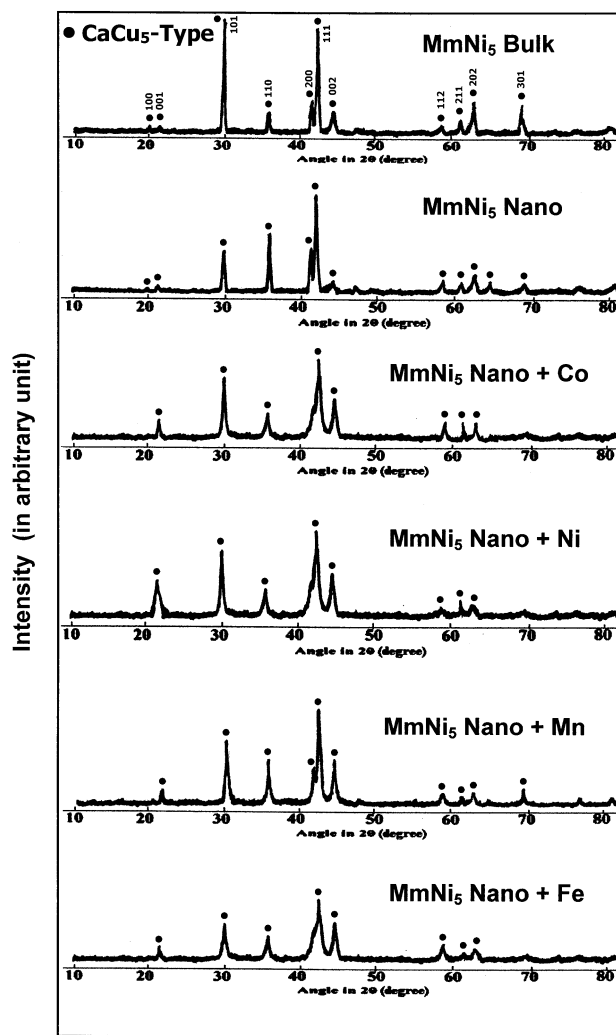 ● CaCu₅-Type
MmNi₅ Bulk
100
001
101
110
200
111
002
112
211
202
301
10 20 30 40 50 60 70 80
Angle in 2θ (degree)
MmNi₅ Nano
10 20 30 40 50 60 70 80
Angle in 2θ (degree)
MmNi₅ Nano + Co
10 20 30 40 50 60 70 80
Angle in 2θ (degree)
MmNi₅ Nano + Ni
10 20 30 40 50 60 70 80
Angle in 2θ (degree)
MmNi₅ Nano + Mn
10 20 30 40 50 60 70 80
Angle in 2θ (degree)
MmNi₅ Nano + Fe
10 20 30 40 50 60 70 80
Angle in 2θ (degree)
Intensity (in arbitrary unit)